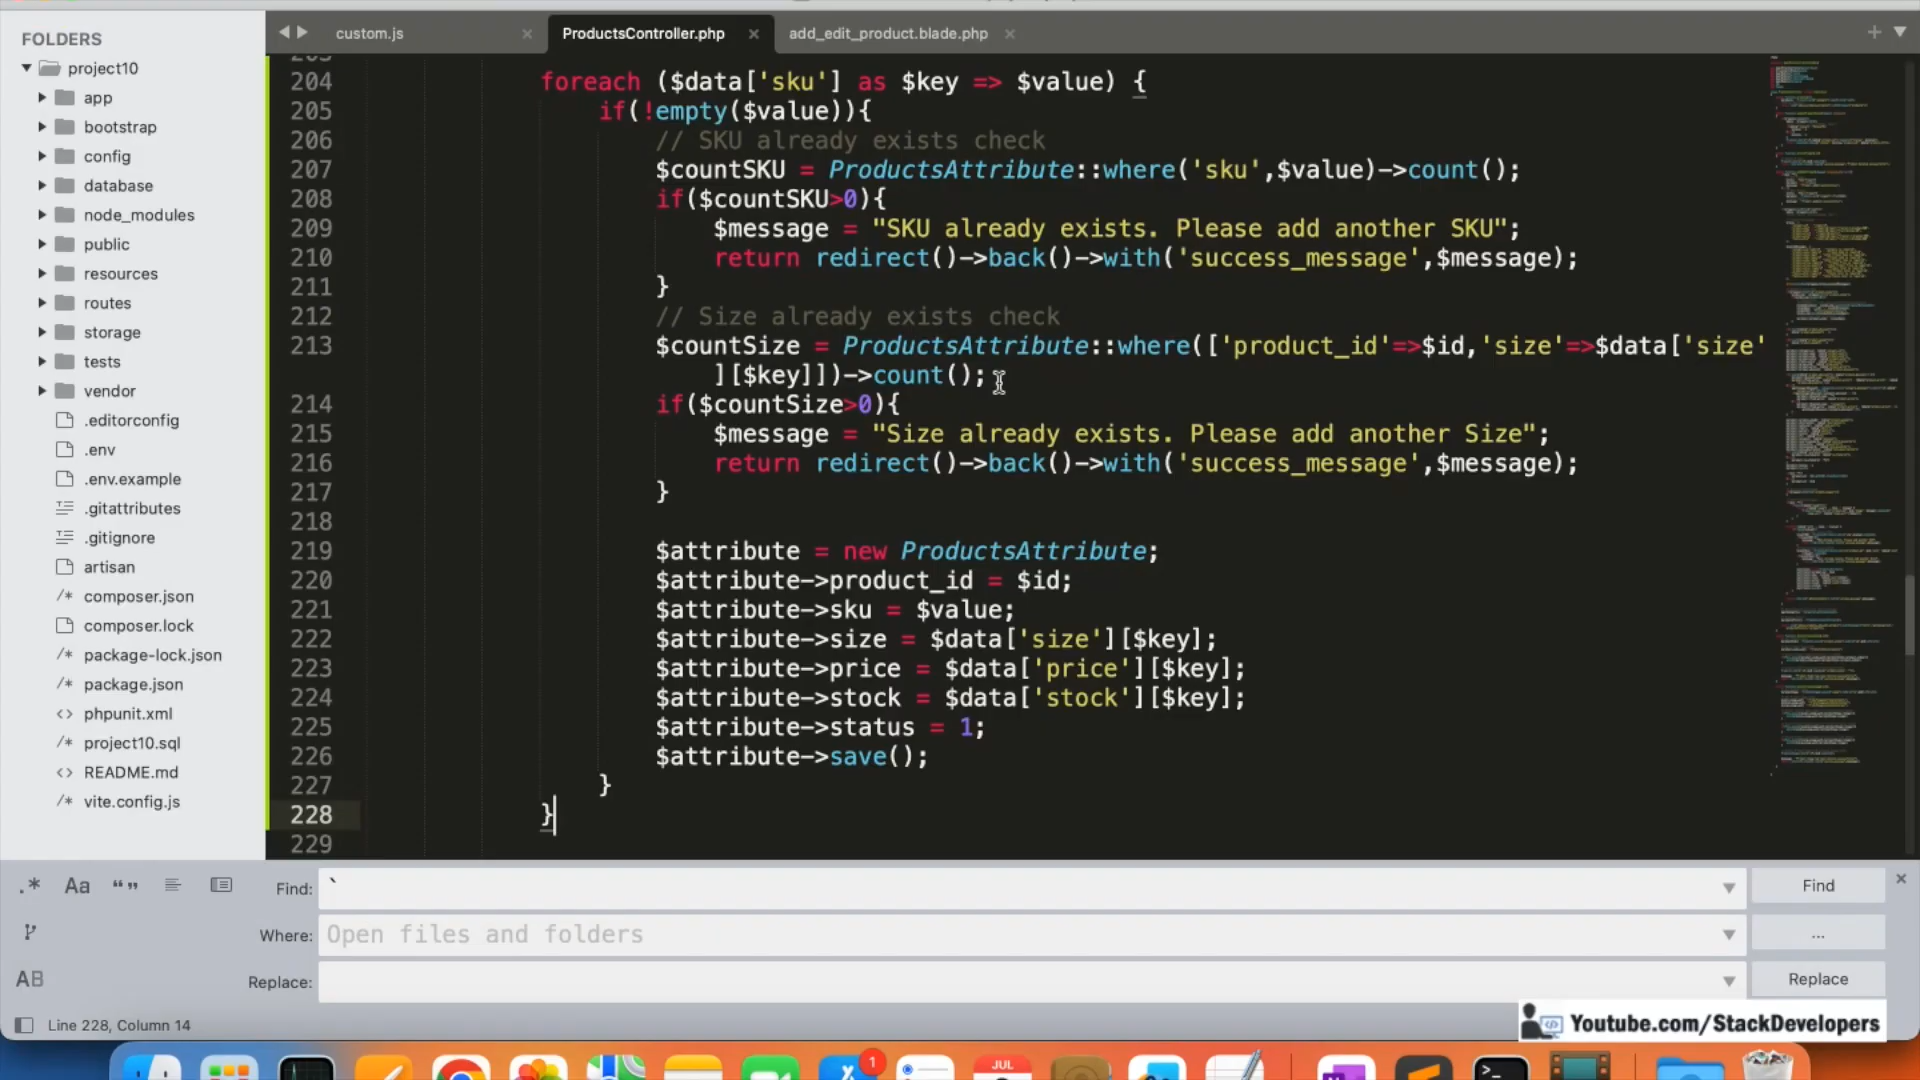 FOLDERS
project10
app
bootstrap
config
database
node_modules
public
resources
routes
storage
tests
vendor
.editorconfig
.env
.env.example
.gitattributes
.gitignore
artisan
composer.json
composer.lock
package-lock.json
package.json
phpunit.xml
project10.sql
README.md
vite.config.js
custom.js
ProductsController.php
add_edit_product.blade.php
204 foreach ($data['sku'] as $key => $value) {
205 if(!empty($value)){
206 // SKU already exists check
207 $countSKU = ProductsAttribute::where('sku',$value)->count();
208 if($countSKU>0){
209 $message = "SKU already exists. Please add another SKU";
210 return redirect()->back()->with('success_message',$message);
211 }
212 // Size already exists check
213 $countSize = ProductsAttribute::where(['product_id'=>$id,'size'=>$data['size'
][$key]])->count();
214 if($countSize>0){
215 $message = "Size already exists. Please add another Size";
216 return redirect()->back()->with('success_message',$message);
217 }
218
219 $attribute = new ProductsAttribute;
220 $attribute->product_id = $id;
221 $attribute->sku = $value;
222 $attribute->size = $data['size'][$key];
223 $attribute->price = $data['price'][$key];
224 $attribute->stock = $data['stock'][$key];
225 $attribute->status = 1;
226 $attribute->save();
227 }
228 }
229
.* Aa “” Find: ` Find
Where: Open files and folders ...
AB Replace: Replace
Line 228, Column 14
Youtube.com/StackDevelopers
1
JUL